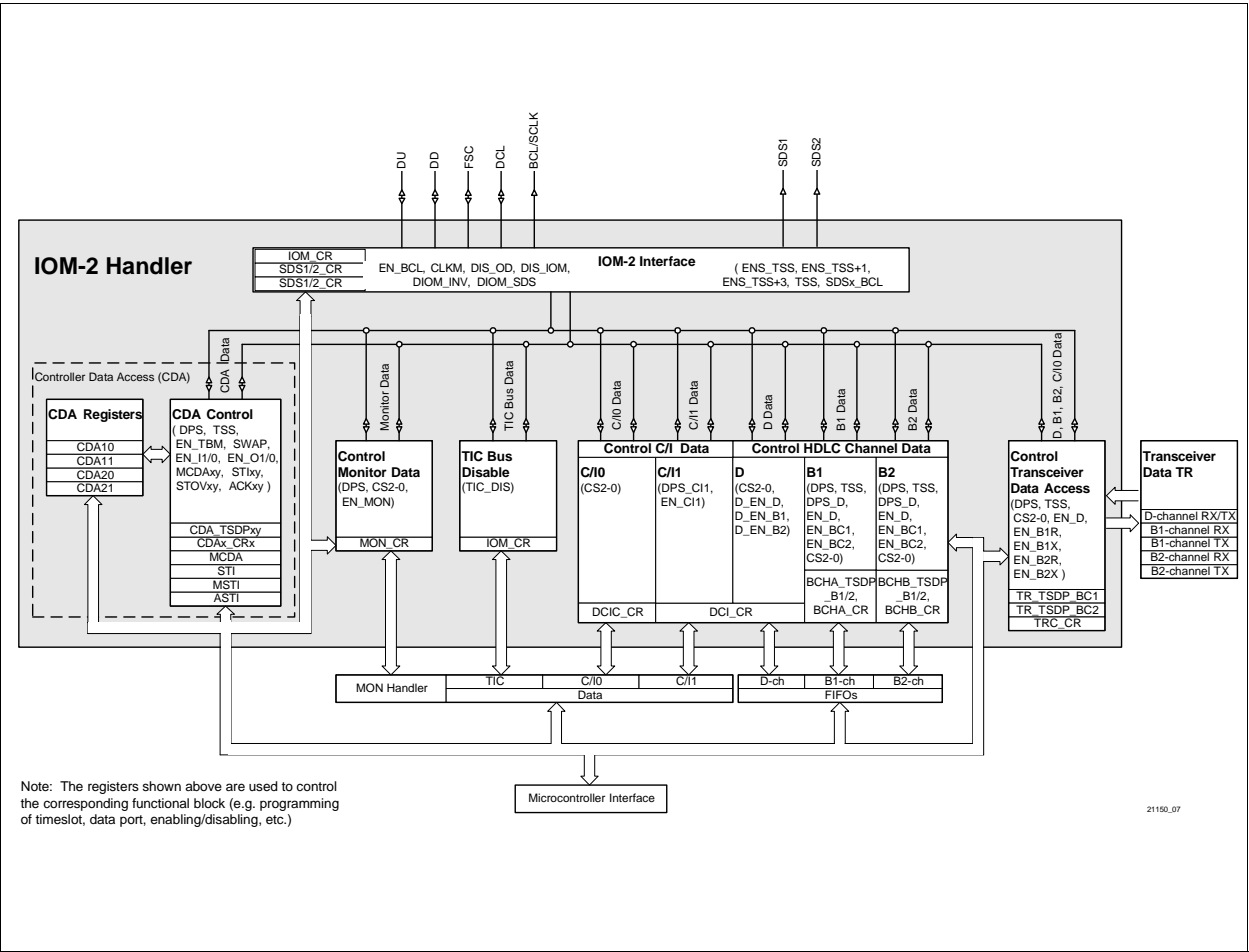 DU
DD
FSC
DCL
BCL/SCLK
SDS1
SDS2
IOM-2 Handler
IOM_CR
SDS1/2_CR
SDS1/2_CR
IOM-2 Interface
EN_BCL, CLKM, DIS_OD, DIS_IOM,
DIOM_INV, DIOM_SDS
( ENS_TSS, ENS_TSS+1,
ENS_TSS+3, TSS, SDSx_BCL
Controller Data Access (CDA)
CDA Data
Monitor Data
TIC Bus Data
C/I0 Data
C/I1 Data
D Data
B1 Data
B2 Data
D, B1, B2, C/I0 Data
CDA Registers
CDA10
CDA11
CDA20
CDA21
CDA Control
( DPS, TSS,
EN_TBM, SWAP,
EN_I1/0, EN_O1/0,
MCDAxy, STIxy,
STOVxy, ACKxy )
CDA_TSDPxy
CDAx_CRx
MCDA
STI
MSTI
ASTI
Control
Monitor Data
(DPS, CS2-0,
EN_MON)
MON_CR
TIC Bus
Disable
(TIC_DIS)
IOM_CR
Control C/I Data
C/I0
(CS2-0)
DCIC_CR
C/I1
(DPS_CI1,
EN_CI1)
Control HDLC Channel Data
D
(CS2-0,
D_EN_D,
D_EN_B1,
D_EN_B2)
DCI_CR
B1
(DPS, TSS,
DPS_D,
EN_D,
EN_BC1,
EN_BC2,
CS2-0)
BCHA_TSDP
_B1/2,
BCHA_CR
B2
(DPS, TSS,
DPS_D,
EN_D,
EN_BC1,
EN_BC2,
CS2-0)
BCHB_TSDP
_B1/2,
BCHB_CR
Control
Transceiver
Data Access
(DPS, TSS,
CS2-0, EN_D,
EN_B1R,
EN_B1X,
EN_B2R,
EN_B2X )
TR_TSDP_BC1
TR_TSDP_BC2
TRC_CR
Transceiver
Data TR
D-channel RX/TX
B1-channel RX
B1-channel TX
B2-channel RX
B2-channel TX
MON Handler
TIC
C/I0
C/I1
Data
D-ch
B1-ch
B2-ch
FIFOs
Microcontroller Interface
Note: The registers shown above are used to control
the corresponding functional block (e.g. programming
of timeslot, data port, enabling/disabling, etc.)
21150_07